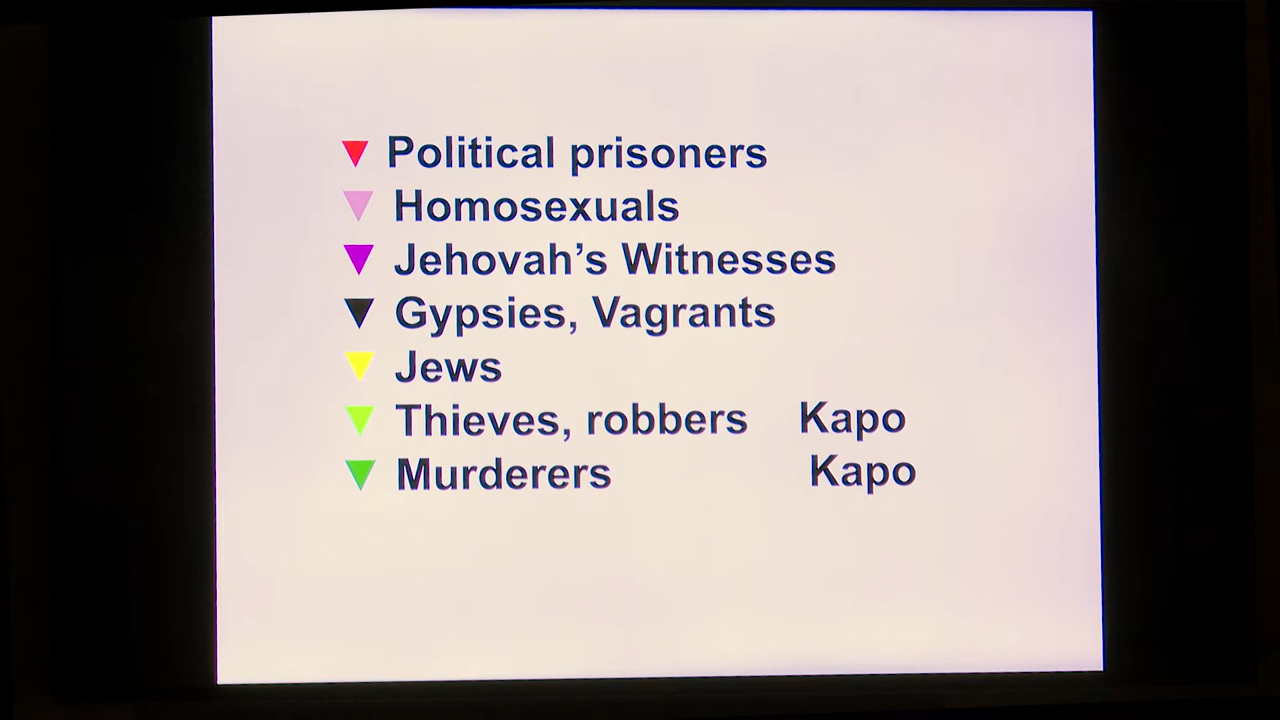 Political prisoners
Homosexuals
Jehovah’s Witnesses
Gypsies, Vagrants
Jews
Thieves, robbers Kapo
Murderers Kapo